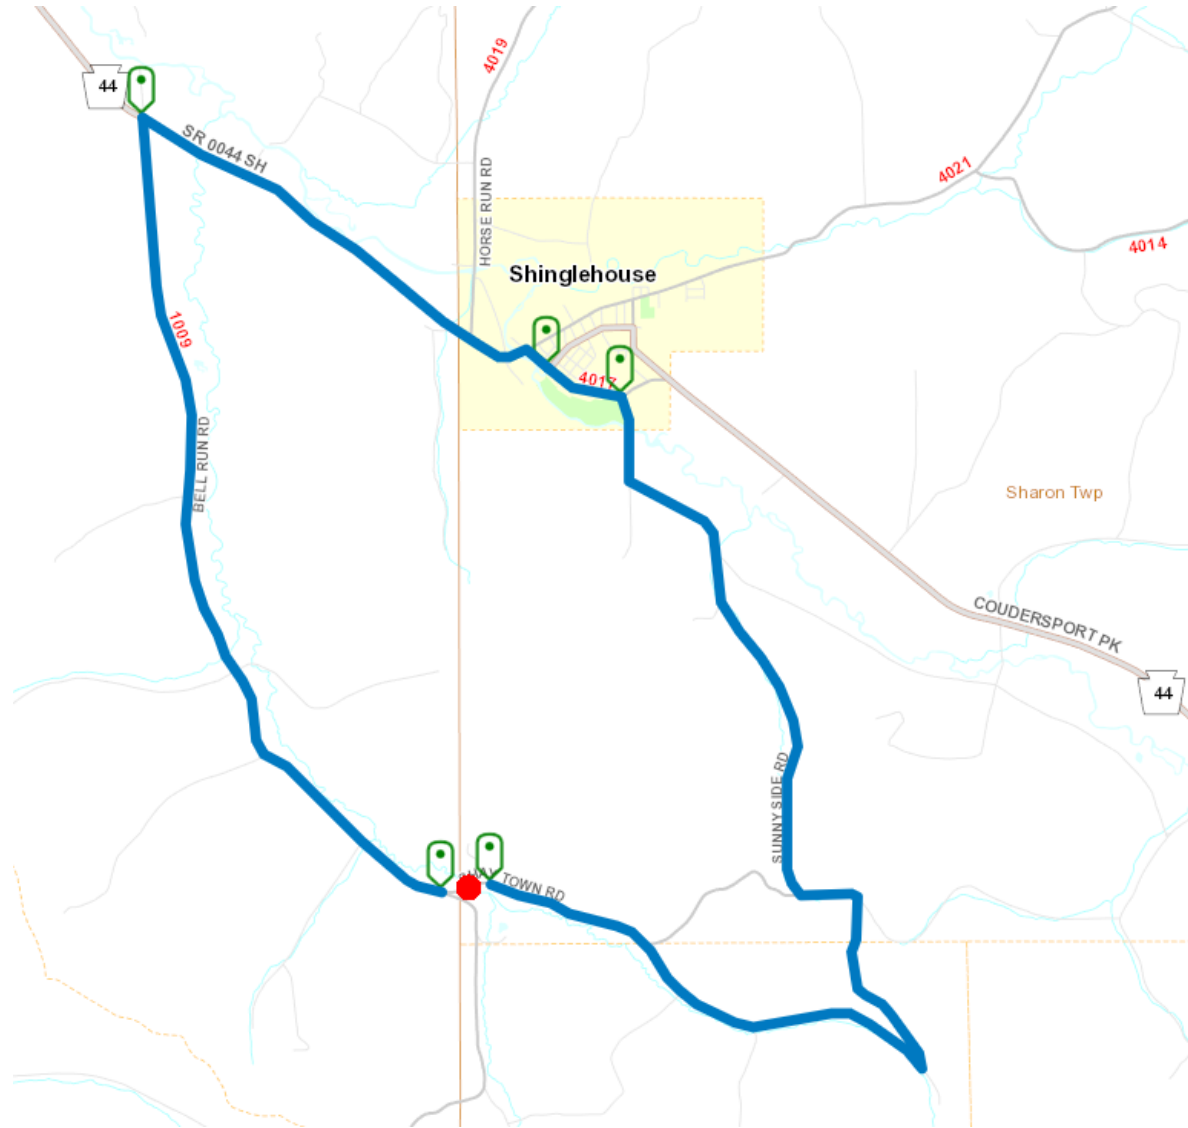 4019
44
SR 0044 SH
HORSE RUN RD
4021
4014
Shinglehouse
1009
4017
BELL RUN RD
Sharon Twp
COUDERSPORT PK
44
SUNNY SIDE RD
TOWN RD